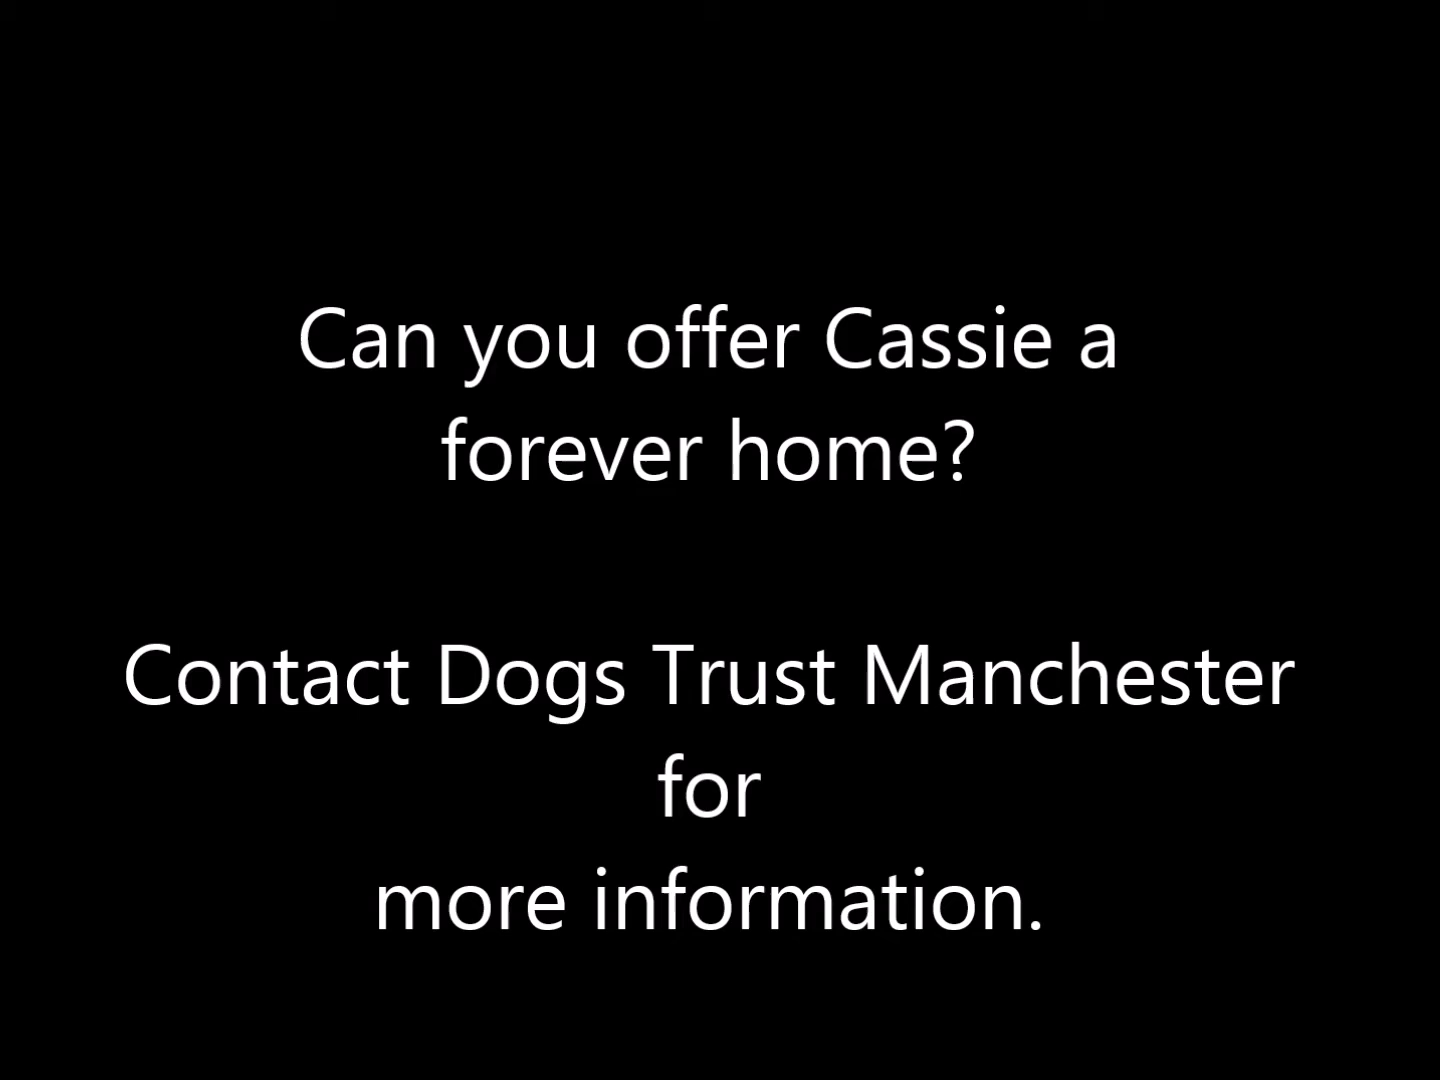 Can you offer Cassie a
forever home?
Contact Dogs Trust Manchester
for
more information.